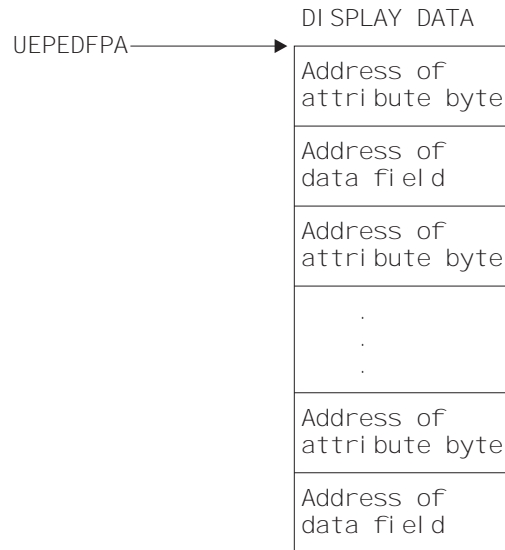 DISPLAY DATA
UEPEDFPA
Address of
attribute byte
Address of
data field
Address of
attribute byte
.
.
.
Address of
attribute byte
Address of
data field